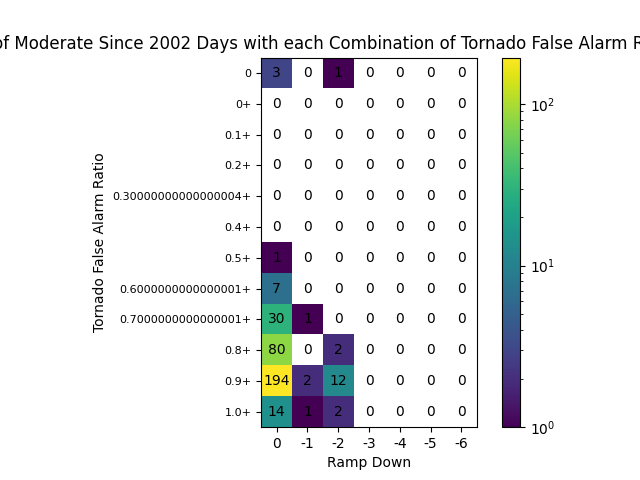 of Moderate Since 2002 Days with each Combination of Tornado False Alarm R
Tornado False Alarm Ratio
0 3 0 1 0 0 0 0
0+ 0 0 0 0 0 0 0
0.1+ 0 0 0 0 0 0 0
0.2+ 0 0 0 0 0 0 0
0.30000000000000004+ 0 0 0 0 0 0 0
0.4+ 0 0 0 0 0 0 0
0.5+ 1 0 0 0 0 0 0
0.6000000000000001+ 7 0 0 0 0 0 0
0.7000000000000001+ 30 1 0 0 0 0 0
0.8+ 80 0 2 0 0 0 0
0.9+ 194 2 12 0 0 0 0
1.0+ 14 1 2 0 0 0 0
0 -1 -2 -3 -4 -5 -6
Ramp Down
10²
10¹
10⁰